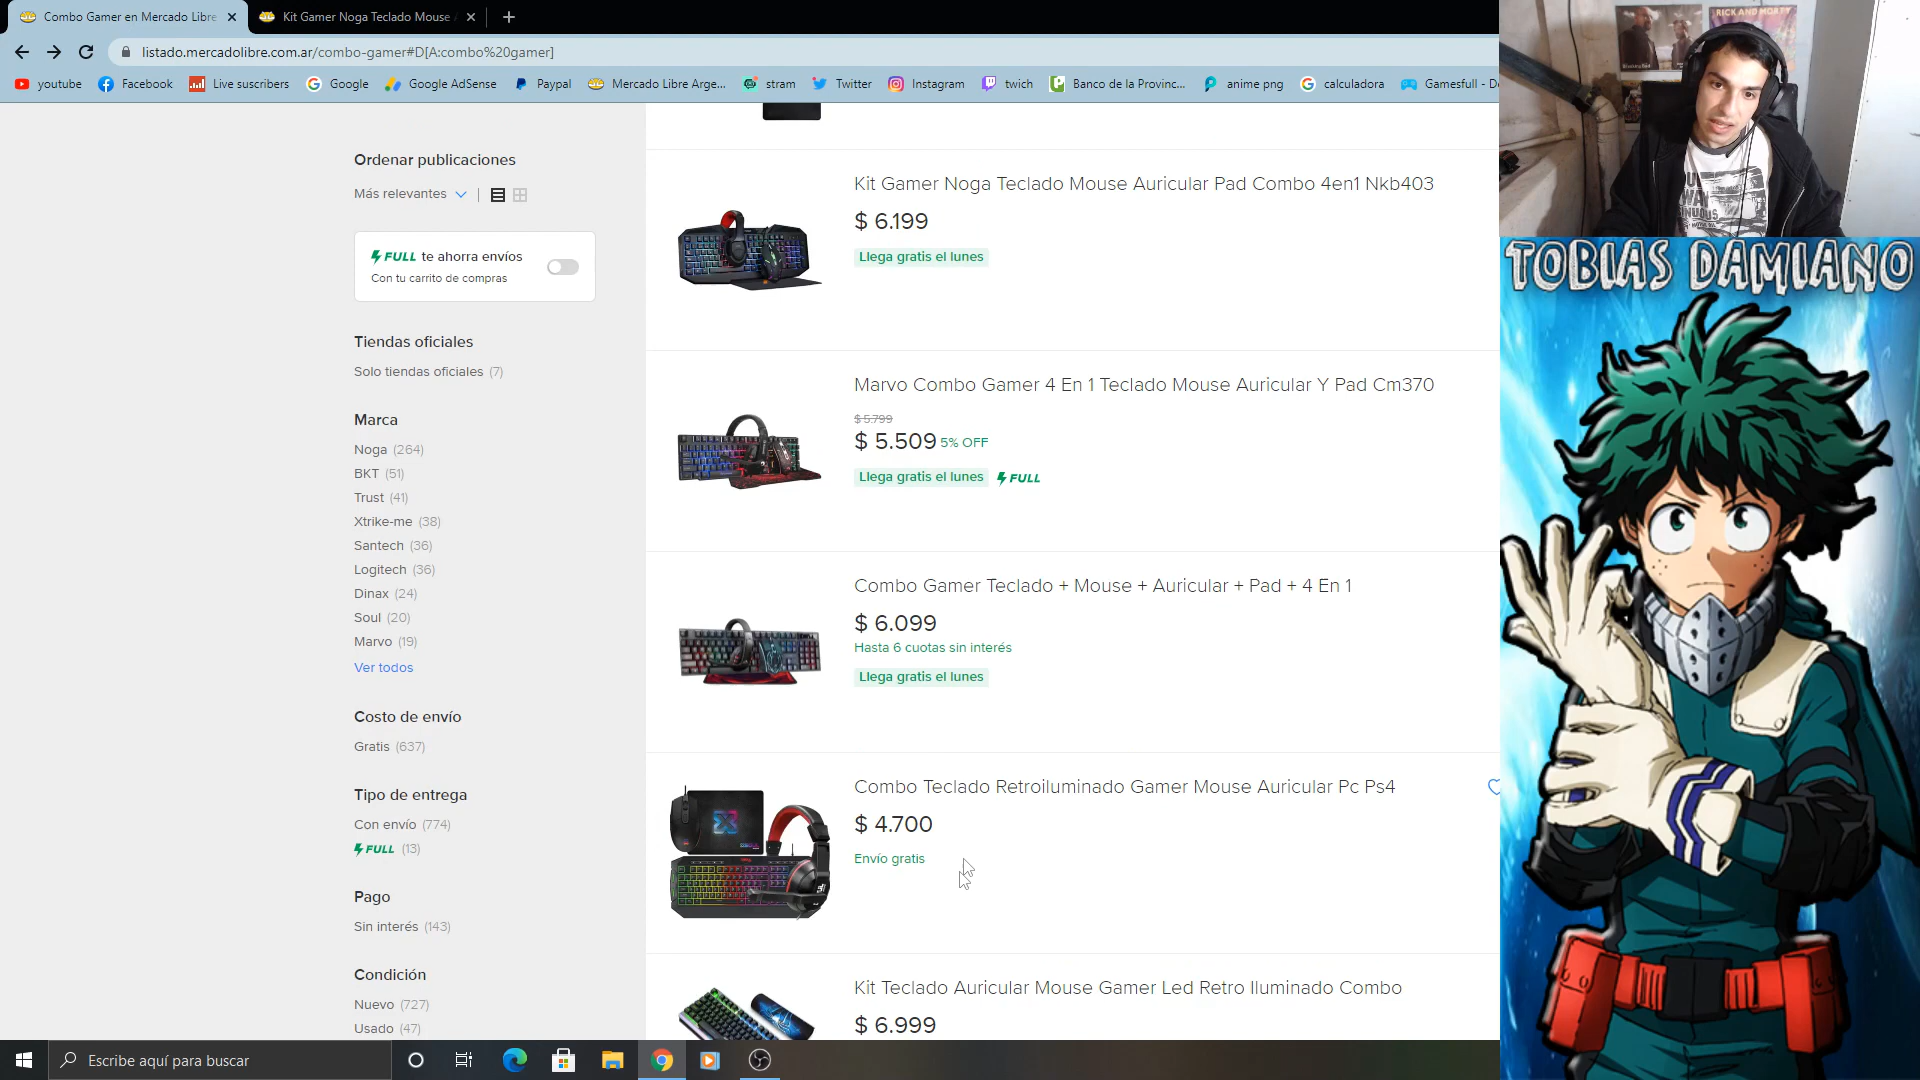 Combo Gamer en Mercado Libre
Kit Gamer Noga Teclado Mouse
listado.mercadolibre.com.ar/combo-gamer#D[A:combo%20gamer]
youtube Facebook Live suscribers Google Google AdSense Paypal Mercado Libre Arge... stram Twitter Instagram twich Banco de la Provinc... anime png calculadora Gamesfull - D
Ordenar publicaciones
Más relevantes
FULL te ahorra envíos
Con tu carrito de compras
Tiendas oficiales
Solo tiendas oficiales (7)
Marca
Noga (264)
BKT (51)
Trust (41)
Xtrike-me (38)
Santech (36)
Logitech (36)
Dinax (24)
Soul (20)
Marvo (19)
Ver todos
Costo de envío
Gratis (637)
Tipo de entrega
Con envío (774)
FULL (13)
Pago
Sin interés (143)
Condición
Nuevo (727)
Usado (47)
Kit Gamer Noga Teclado Mouse Auricular Pad Combo 4en1 Nkb403
$ 6.199
Llega gratis el lunes
Marvo Combo Gamer 4 En 1 Teclado Mouse Auricular Y Pad Cm370
$ 5.799
$ 5.509 5% OFF
Llega gratis el lunes FULL
Combo Gamer Teclado + Mouse + Auricular + Pad + 4 En 1
$ 6.099
Hasta 6 cuotas sin interés
Llega gratis el lunes
Combo Teclado Retroiluminado Gamer Mouse Auricular Pc Ps4
$ 4.700
Envío gratis
Kit Teclado Auricular Mouse Gamer Led Retro Iluminado Combo
$ 6.999
RICK AND MORTY
TOBIAS DAMIANO
Escribe aquí para buscar